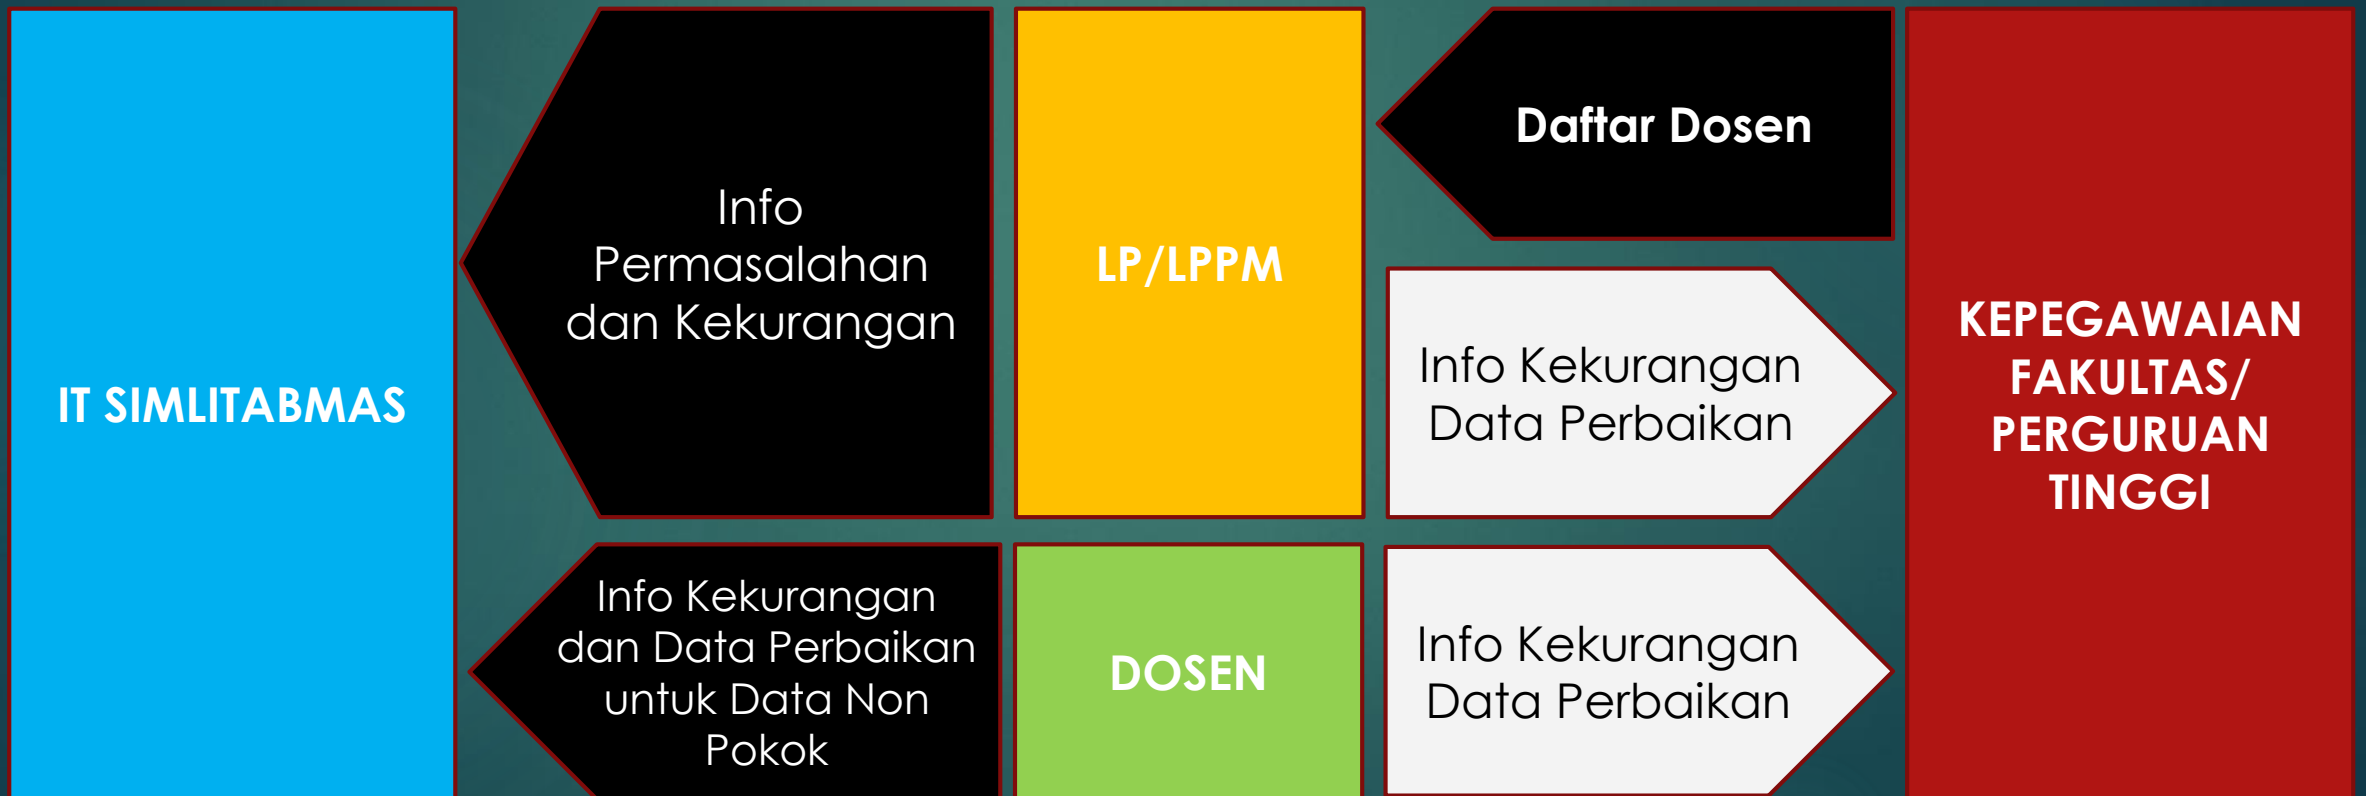 IT SIMLITABMAS
Info
Permasalahan
dan Kekurangan
LP/LPPM
Daftar Dosen
Info Kekurangan
Data Perbaikan
KEPEGAWAIAN
FAKULTAS/
PERGURUAN
TINGGI
Info Kekurangan
dan Data Perbaikan
untuk Data Non
Pokok
DOSEN
Info Kekurangan
Data Perbaikan